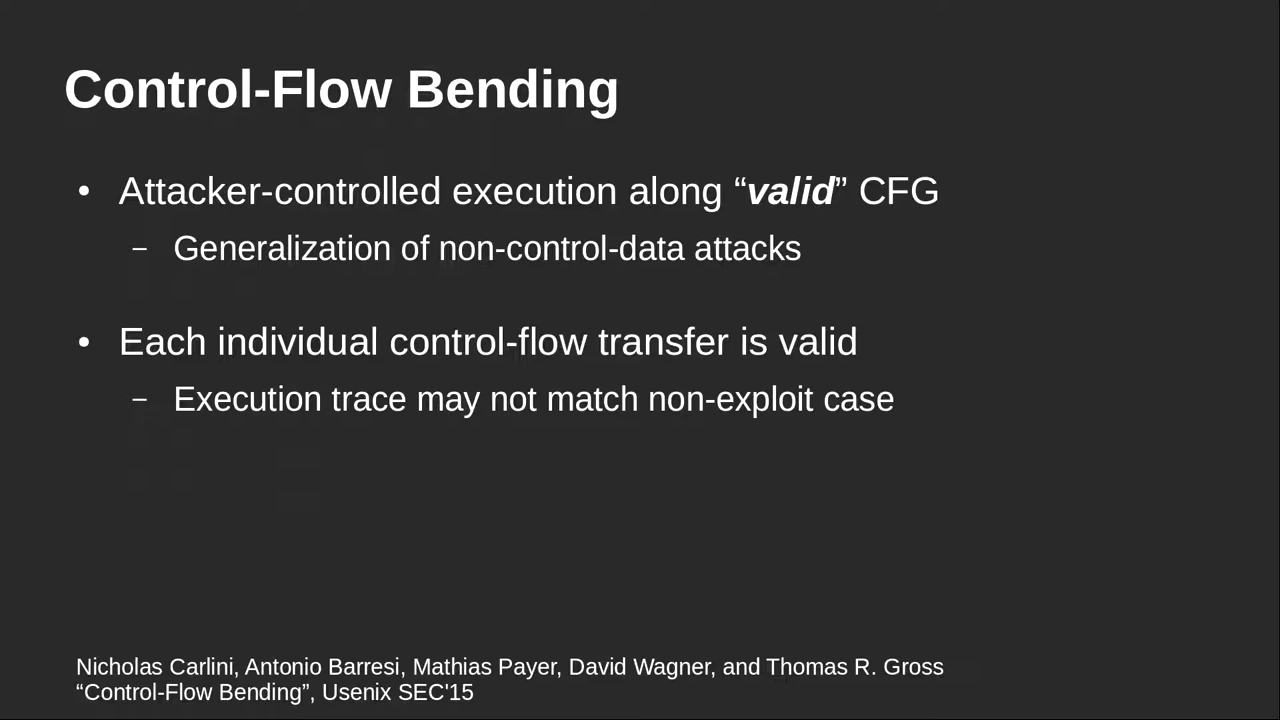 Control-Flow Bending
• Attacker-controlled execution along “valid” CFG
– Generalization of non-control-data attacks
• Each individual control-flow transfer is valid
– Execution trace may not match non-exploit case
Nicholas Carlini, Antonio Barresi, Mathias Payer, David Wagner, and Thomas R. Gross
“Control-Flow Bending”, Usenix SEC'15